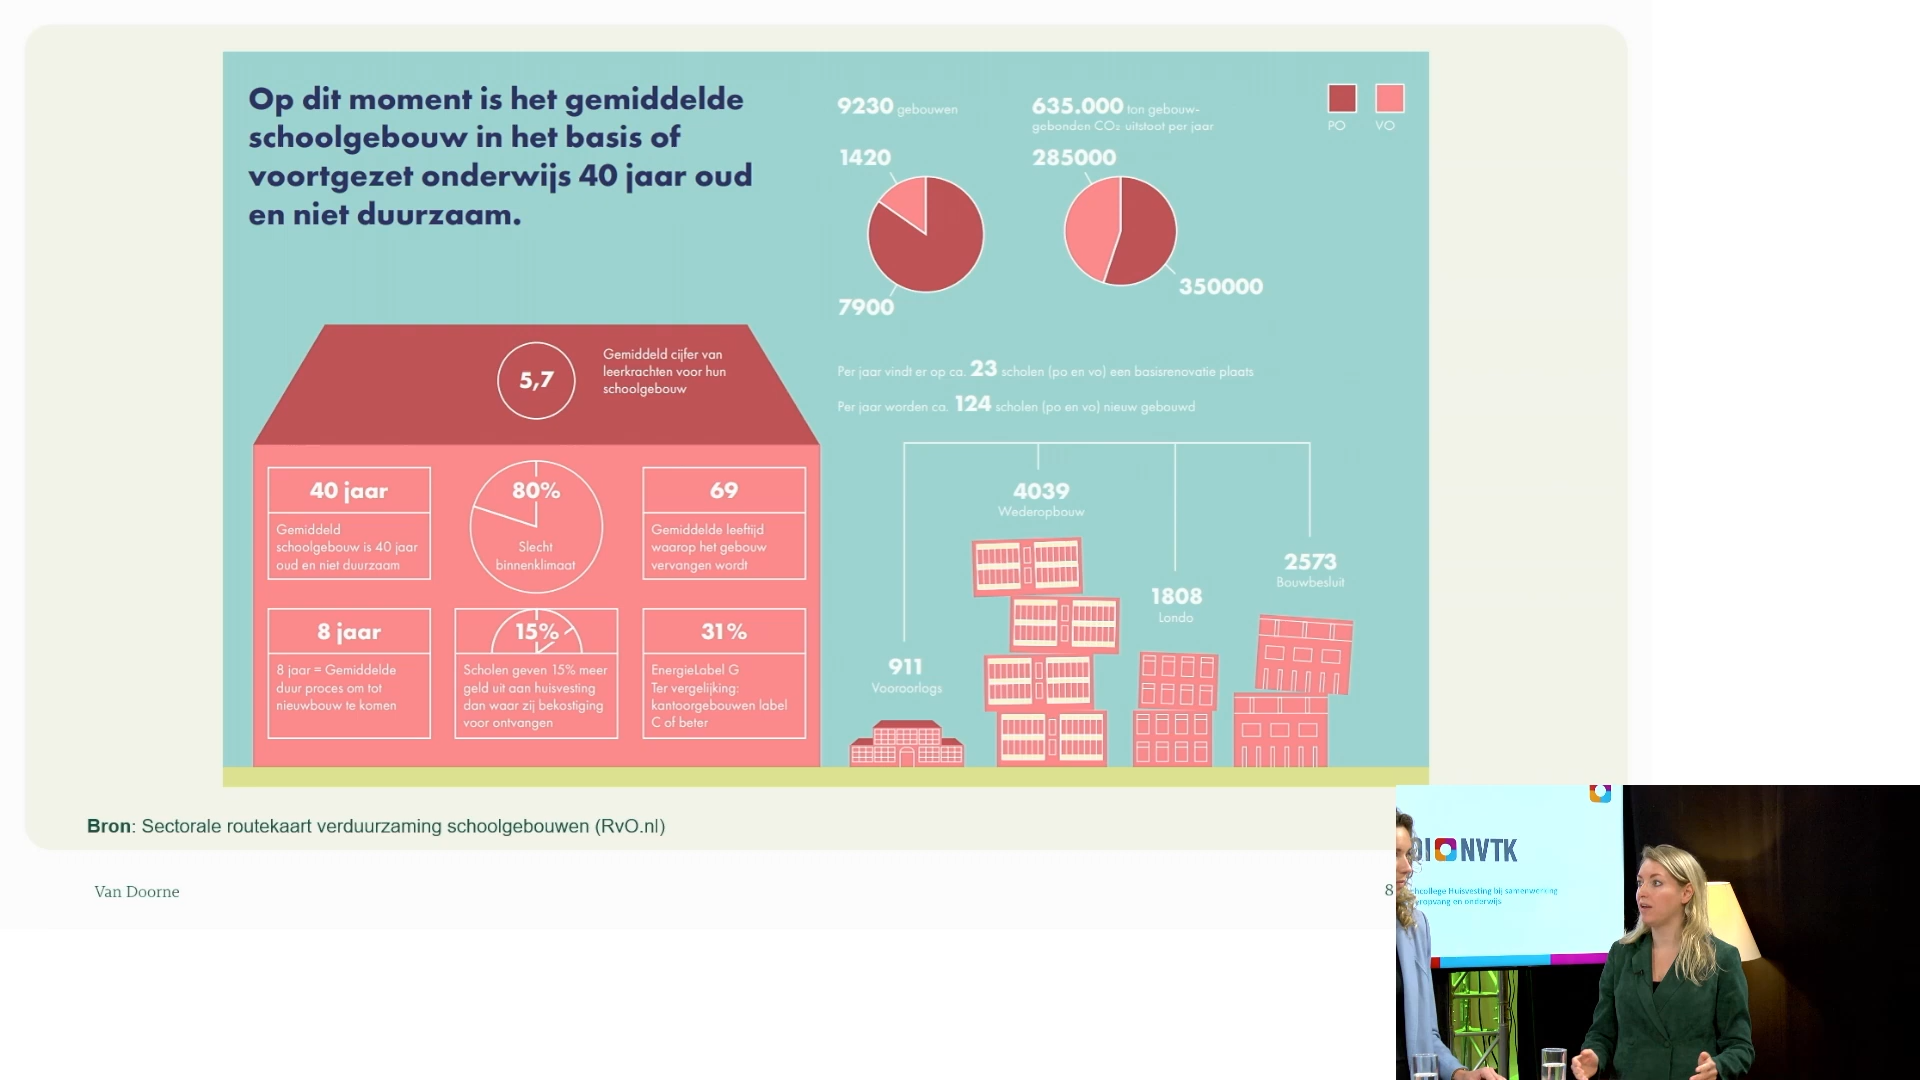 Op dit moment is het gemiddelde
schoolgebouw in het basis of
voortgezet onderwijs 40 jaar oud
en niet duurzaam.
9230 gebouwen
1420
7900
635.000 ton gebouw-
gebonden CO₂ uitstoot per jaar
285000
350000
PO
VO
5,7
Gemiddeld cijfer van
leerkrachten voor hun
schoolgebouw
40 jaar
Gemiddeld
schoolgebouw is 40 jaar
oud en niet duurzaam
80%
Slecht
binnenklimaat
69
Gemiddelde leeftijd
waarop het gebouw
vervangen wordt
8 jaar
8 jaar = Gemiddelde
duur proces om tot
nieuwbouw te komen
15%
Scholen geven 15% meer
geld uit aan huisvesting
dan waar zij bekostiging
voor ontvangen
31%
EnergieLabel G
Ter vergelijking:
kantoorgebouwen label
C of beter
Per jaar vindt er op ca. 23 scholen (po en vo) een basisrenovatie plaats
Per jaar worden ca. 124 scholen (po en vo) nieuw gebouwd
911
Vooroorlogs
4039
Wederopbouw
1808
Londo
2573
Bouwbesluit
Bron: Sectorale routekaart verduurzaming schoolgebouwen (RvO.nl)
Van Doorne
8
NVTK
Huisvesting bij samenwerking
en onderwijs